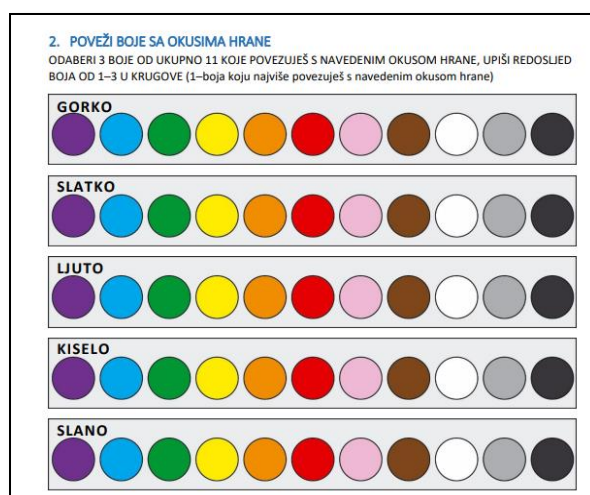 2. POVEŽI BOJE SA OKUSIMA HRANE
ODABERI 3 BOJE OD UKUPNO 11 KOJE POVEZUJEŠ S NAVEDENIM OKUSOM HRANE, UPIŠI REDOSLJED
BOJA OD 1–3 U KRUGOVE (1–boja koju najviše povezuješ s navedenim okusom hrane)
GORKO
SLATKO
LJUTO
KISELO
SLANO